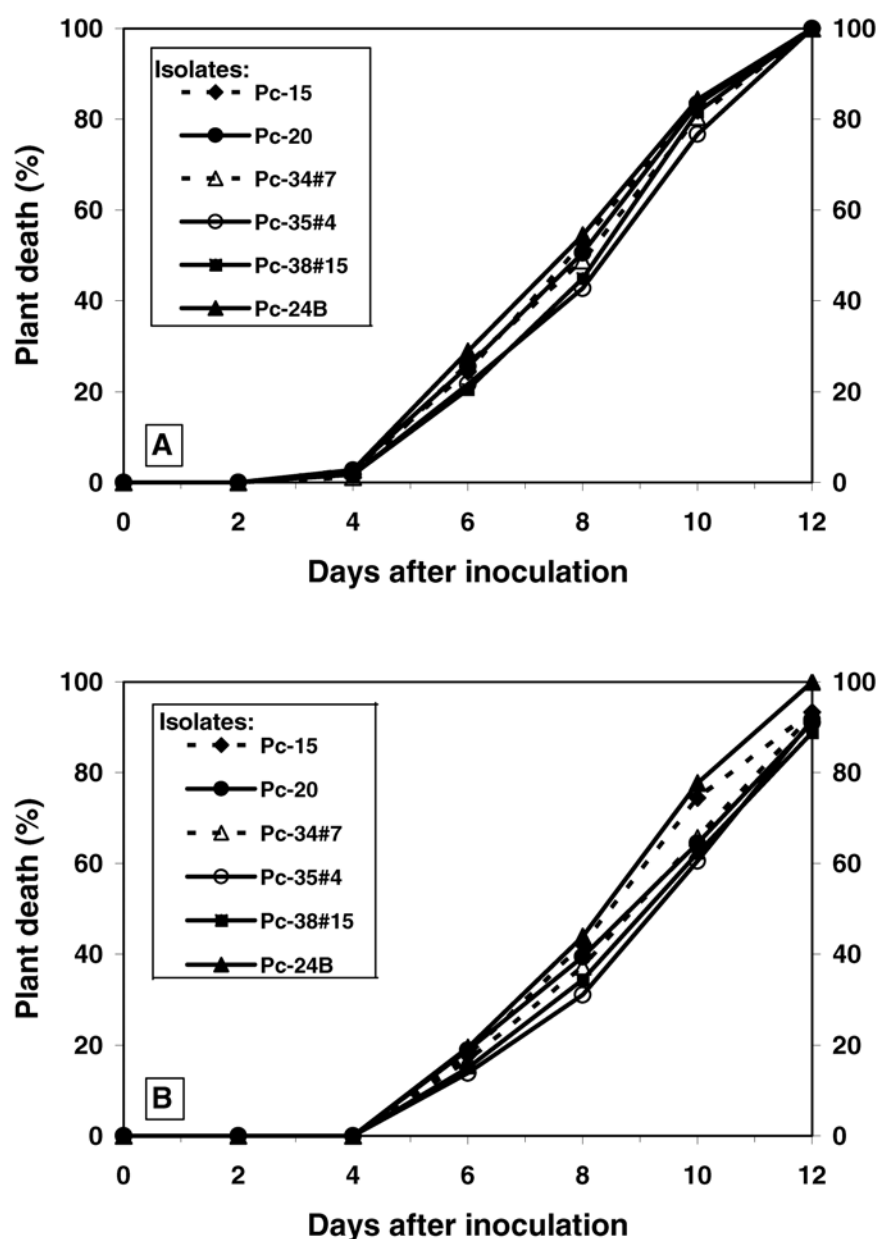 100
80
60
40
20
0
Plant death (%)
Isolates:
Pc-15
Pc-20
Pc-34#7
Pc-35#4
Pc-38#15
Pc-24B
A
100
80
60
40
20
0
0 2 4 6 8 10 12
Days after inoculation
100
80
60
40
20
0
Plant death (%)
Isolates:
Pc-15
Pc-20
Pc-34#7
Pc-35#4
Pc-38#15
Pc-24B
B
100
80
60
40
20
0
0 2 4 6 8 10 12
Days after inoculation